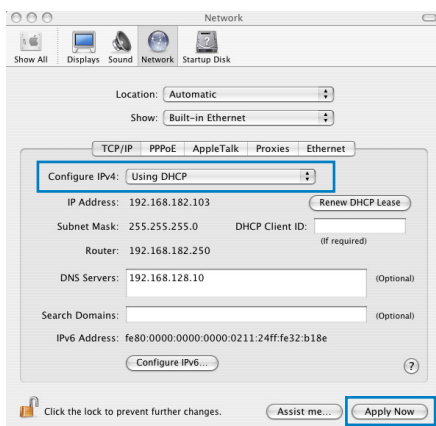 Network
Show All Displays Sound Network Startup Disk
Location: Automatic
Show: Built-in Ethernet
TCP/IP PPPoE AppleTalk Proxies Ethernet
Configure IPv4: Using DHCP
IP Address: 192.168.182.103 Renew DHCP Lease
Subnet Mask: 255.255.255.0 DHCP Client ID:
(If required)
Router: 192.168.182.250
DNS Servers: 192.168.128.10 (Optional)
Search Domains: (Optional)
IPv6 Address: fe80:0000:0000:0000:0211:24ff:fe32:b18e
Configure IPv6... ?
Click the lock to prevent further changes. Assist me... Apply Now